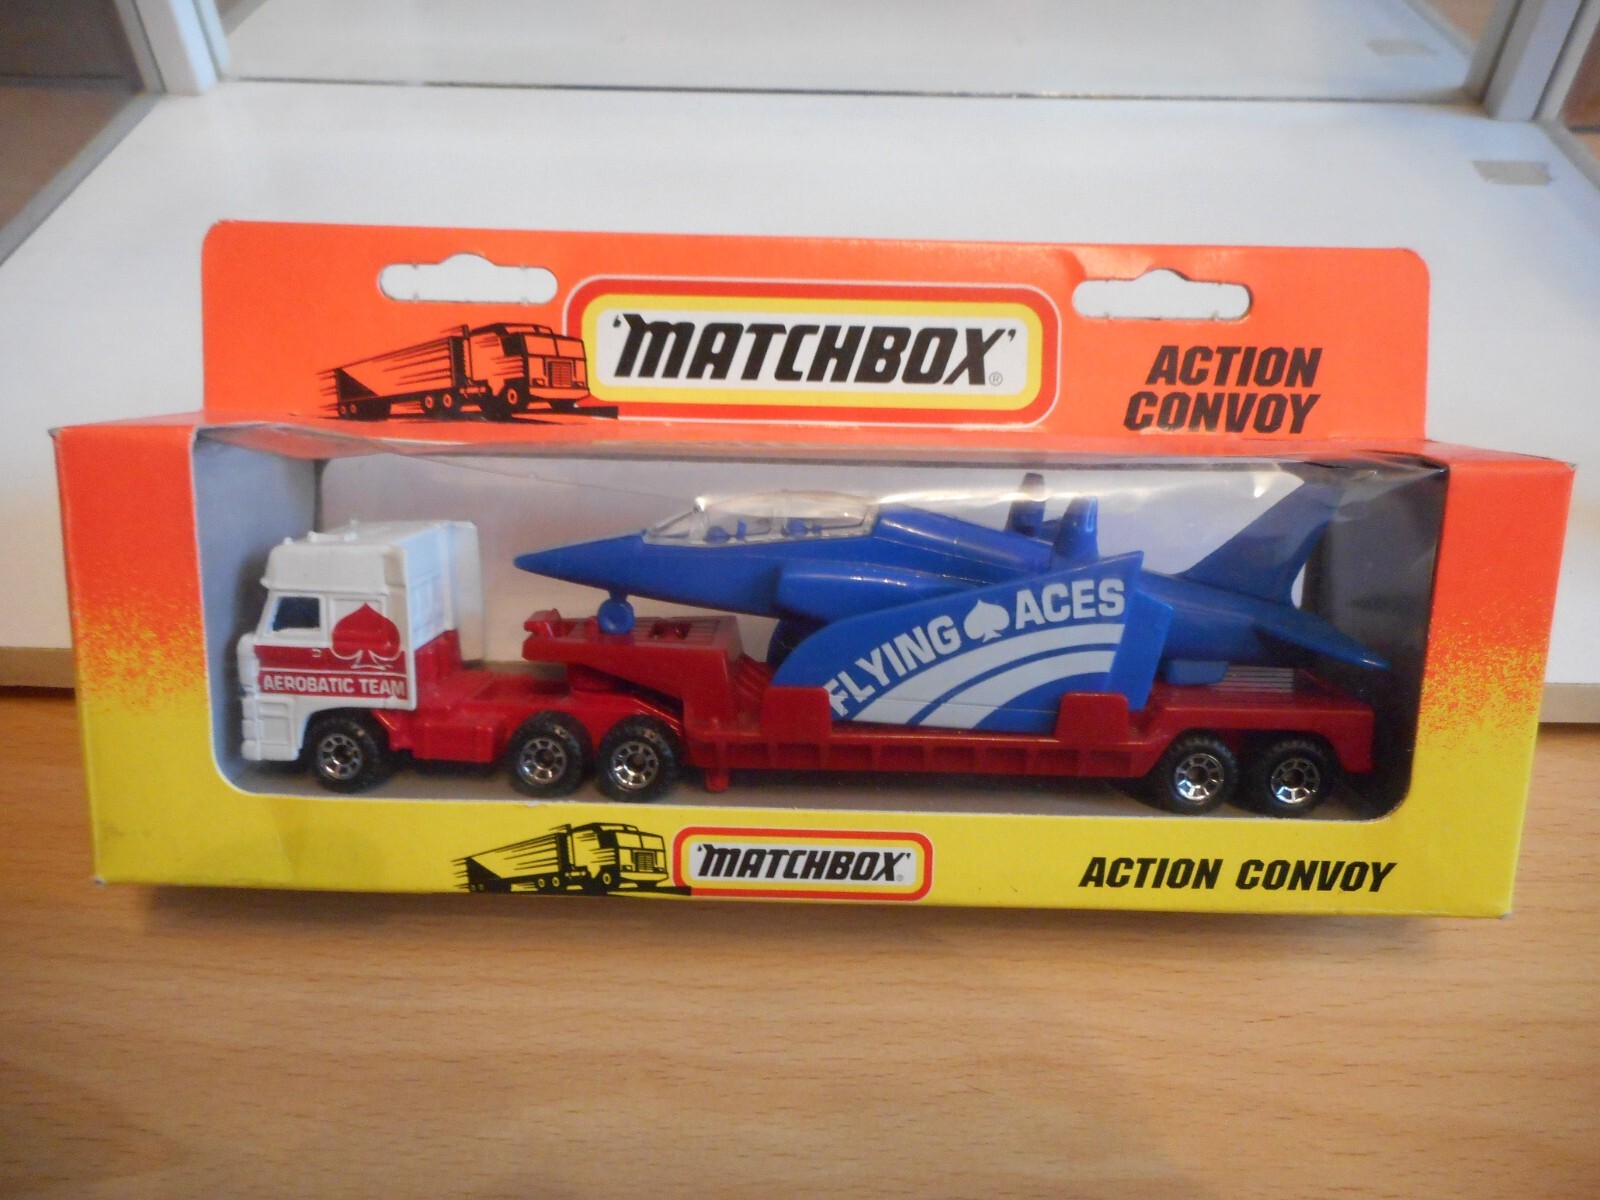 'MATCHBOX'®
ACTION
CONVOY
FLYING ♠ ACES
AEROBATIC TEAM
'MATCHBOX'®
ACTION CONVOY